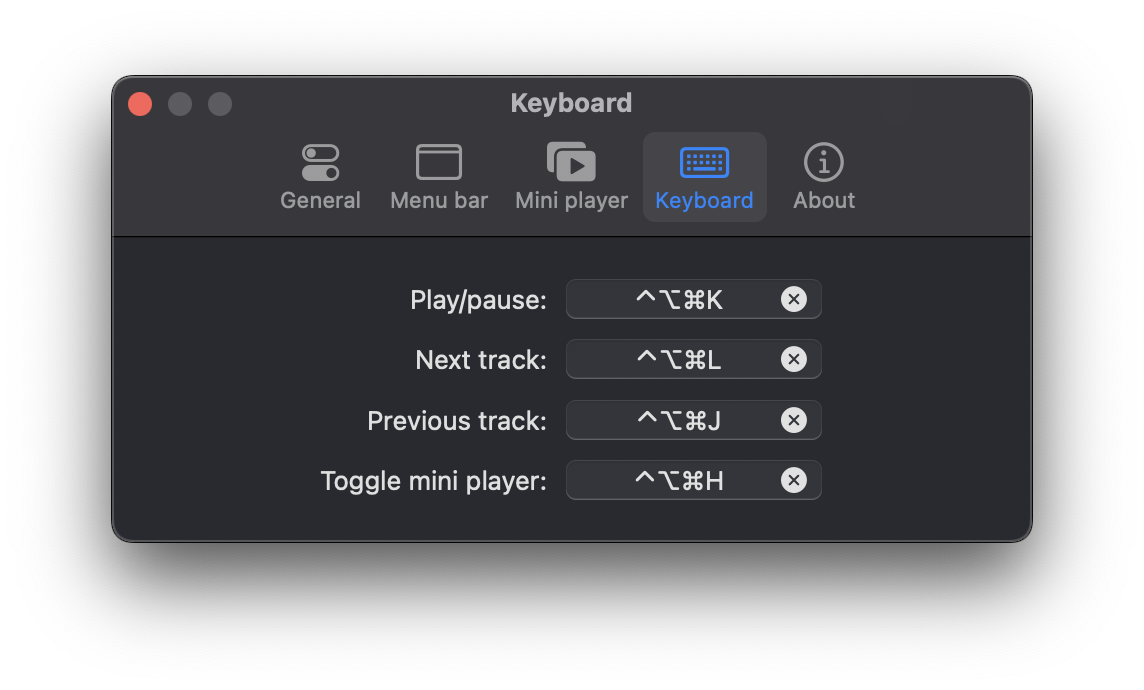 Keyboard
General Menu bar Mini player Keyboard About
Play/pause: ⌃⌥⌘K
Next track: ⌃⌥⌘L
Previous track: ⌃⌥⌘J
Toggle mini player: ⌃⌥⌘H